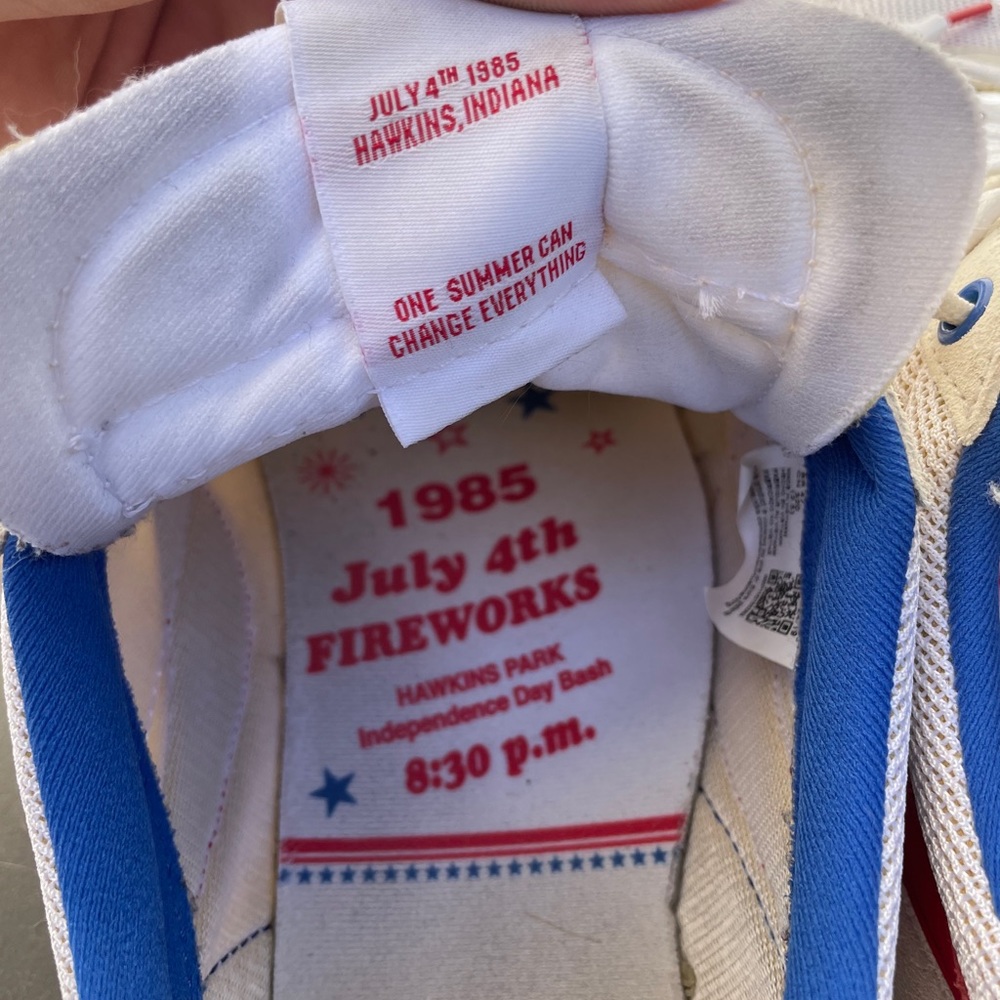 JULY 4TH 1985
HAWKINS, INDIANA
ONE SUMMER CAN
CHANGE EVERYTHING
1985
July 4th
FIREWORKS
HAWKINS PARK
Independence Day Bash
8:30 p.m.